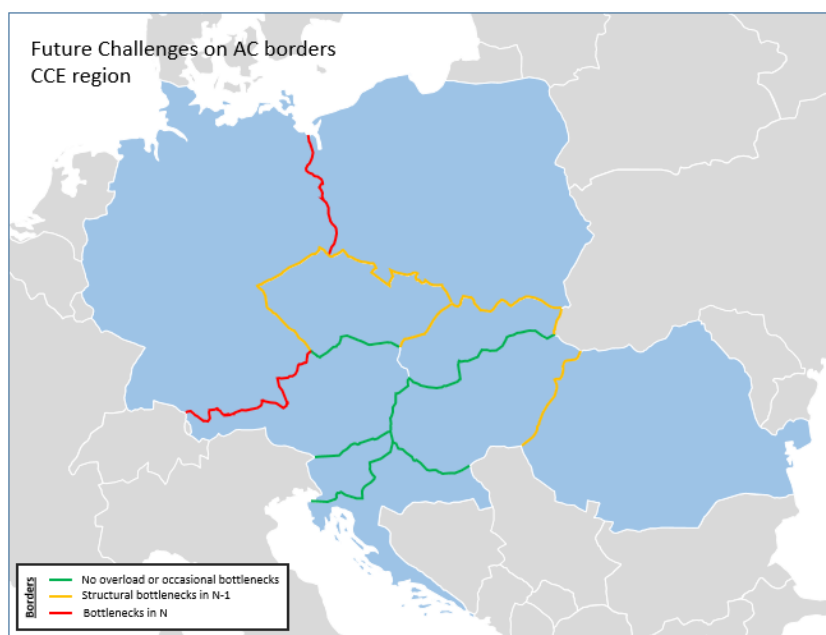 Future Challenges on AC borders
CCE region
Borders
No overload or occasional bottlenecks
Structural bottlenecks in N-1
Bottlenecks in N